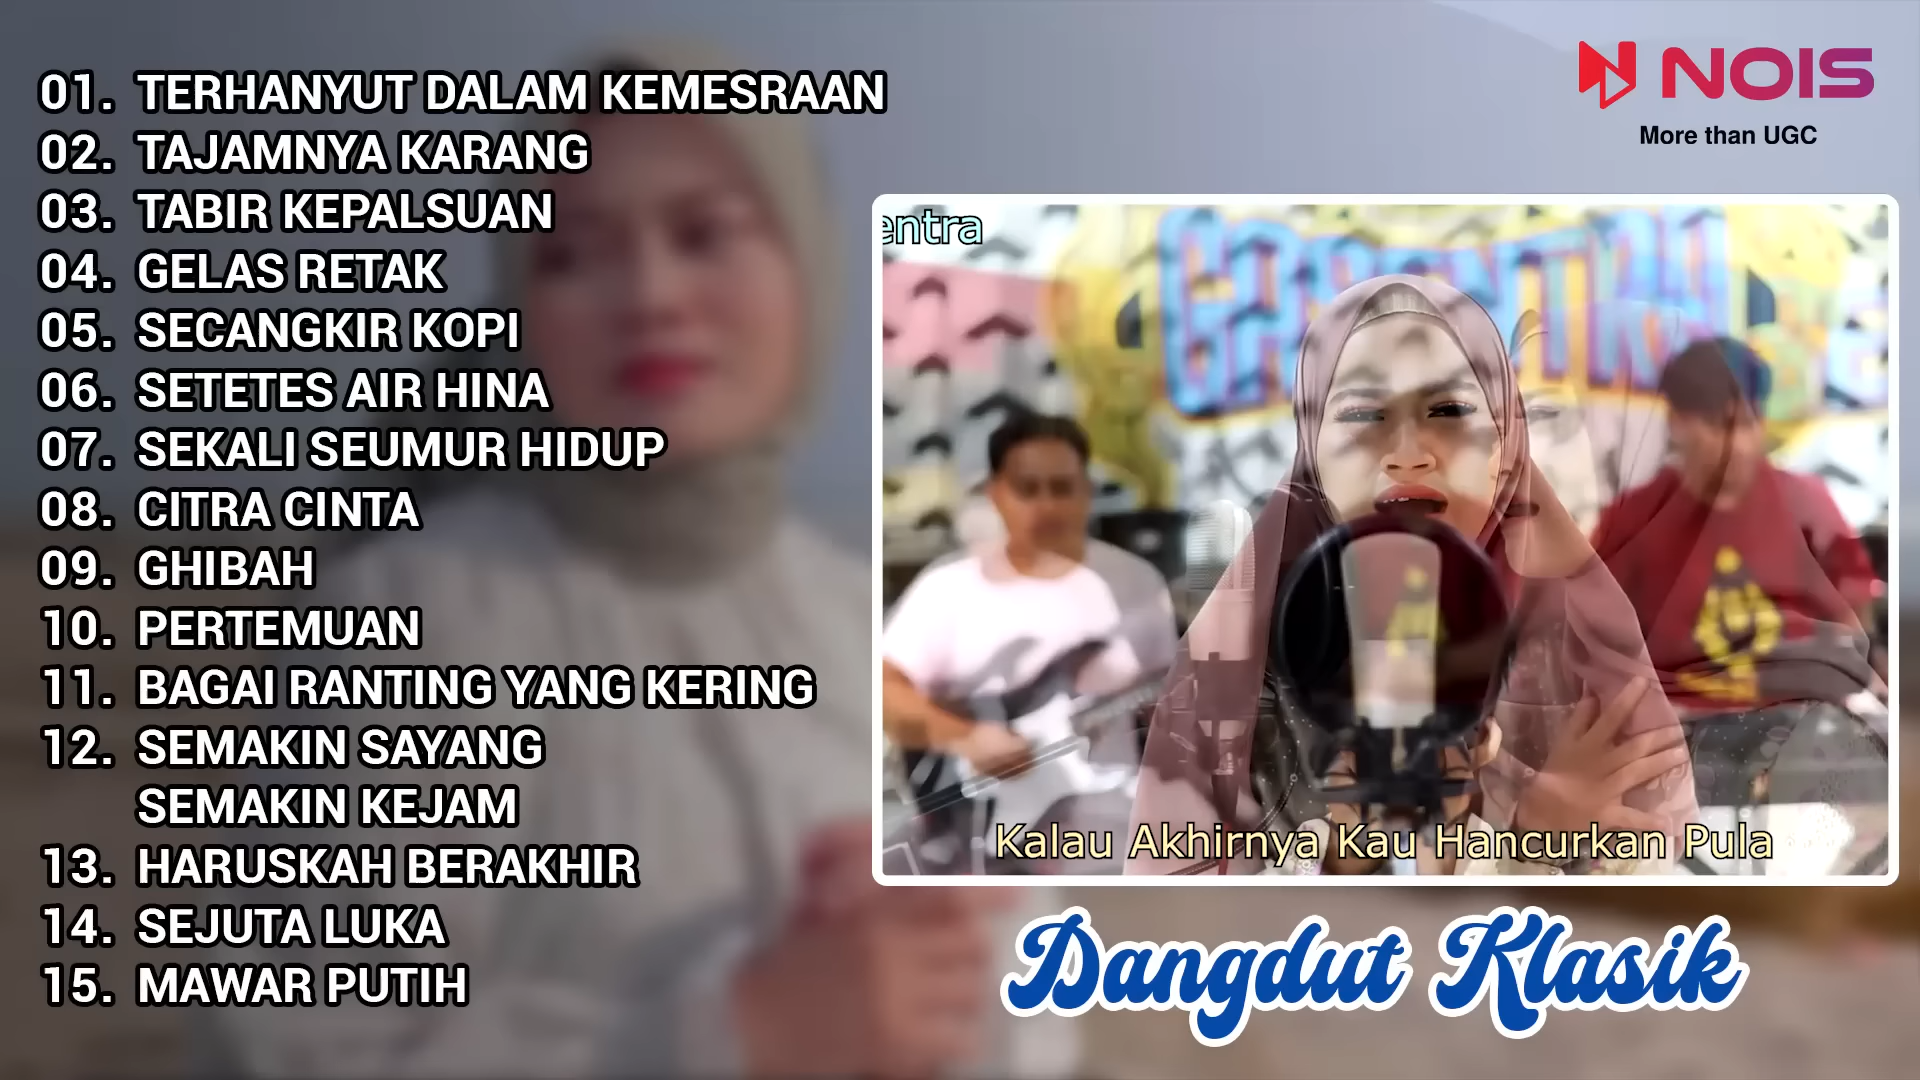 01. TERHANYUT DALAM KEMESRAAN
02. TAJAMNYA KARANG
03. TABIR KEPALSUAN
04. GELAS RETAK
05. SECANGKIR KOPI
06. SETETES AIR HINA
07. SEKALI SEUMUR HIDUP
08. CITRA CINTA
09. GHIBAH
10. PERTEMUAN
11. BAGAI RANTING YANG KERING
12. SEMAKIN SAYANG
SEMAKIN KEJAM
13. HARUSKAH BERAKHIR
14. SEJUTA LUKA
15. MAWAR PUTIH
NOIS
More than UGC
entra
GASENTRA
Kalau Akhirnya Kau Hancurkan Pula
Dangdut Klasik